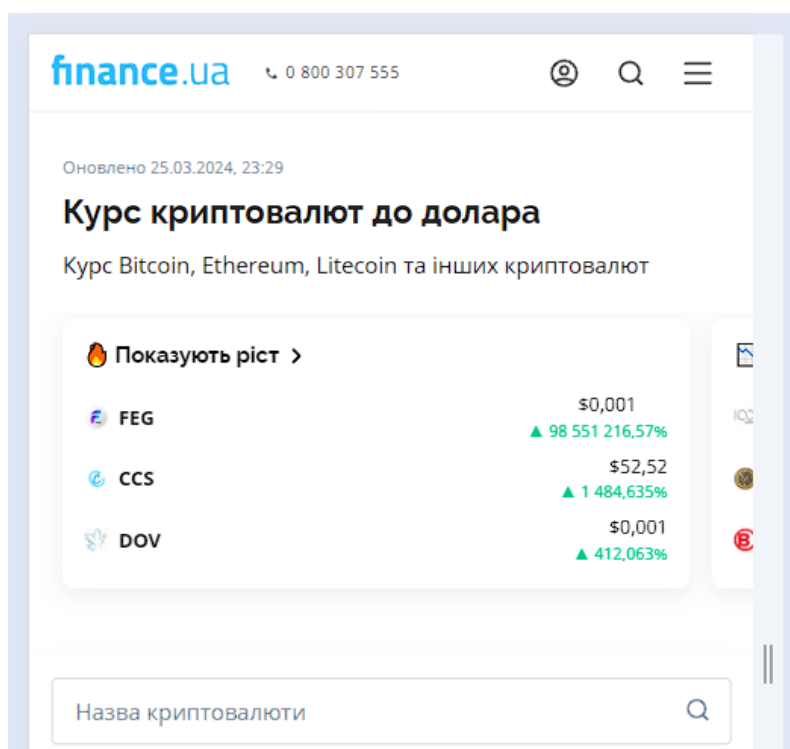 finance.ua
0 800 307 555
Оновлено 25.03.2024, 23:29
Курс криптовалют до долара
Курс Bitcoin, Ethereum, Litecoin та інших криптовалют
Показують ріст >
FEG
$0,001
▲ 98 551 216,57%
CCS
$52,52
▲ 1 484,635%
DOV
$0,001
▲ 412,063%
Назва криптовалюти